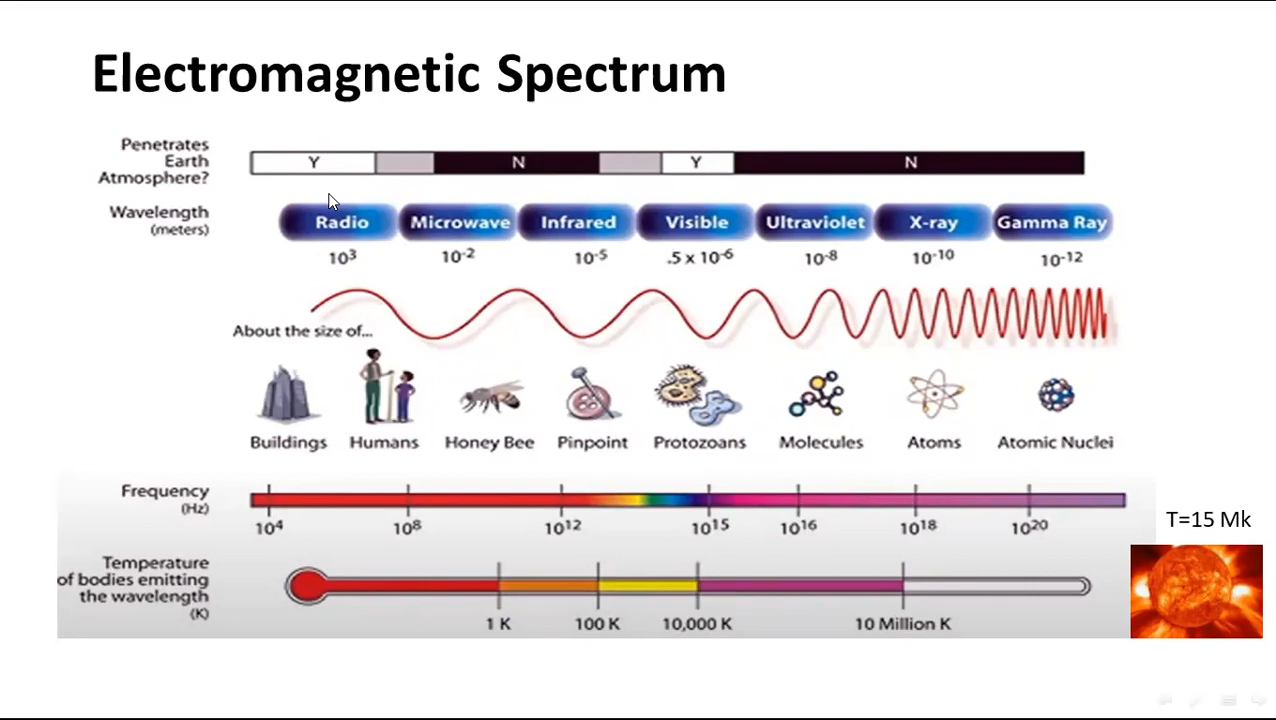 Electromagnetic Spectrum
Penetrates
Earth
Atmosphere?
Y N Y N
Wavelength
(meters)
Radio Microwave Infrared Visible Ultraviolet X-ray Gamma Ray
10³ 10⁻² 10⁻⁵ .5 x 10⁻⁶ 10⁻⁸ 10⁻¹⁰ 10⁻¹²
About the size of...
Buildings Humans Honey Bee Pinpoint Protozoans Molecules Atoms Atomic Nuclei
Frequency
(Hz)
10⁴ 10⁸ 10¹² 10¹⁵ 10¹⁶ 10¹⁸ 10²⁰
T=15 Mk
Temperature
of bodies emitting
the wavelength
(K)
1 K 100 K 10,000 K 10 Million K